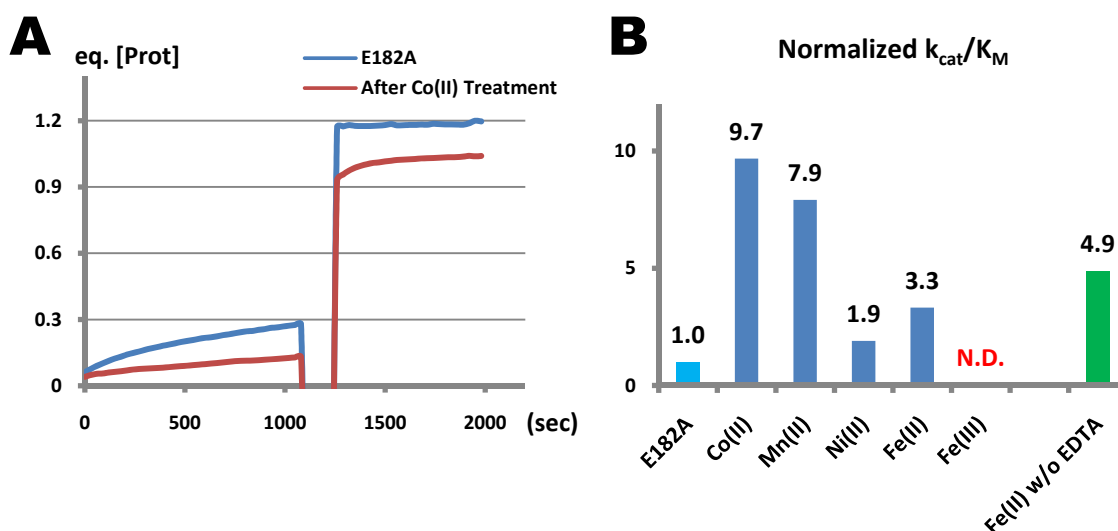 A
eq. [Prot]
E182A
After Co(II) Treatment
1.2
0.9
0.6
0.3
0
0
500
1000
1500
2000
(sec)
B
Normalized kcat/KM
10
5
0
1.0
9.7
7.9
1.9
3.3
N.D.
4.9
E182A
Co(II)
Mn(II)
Ni(II)
Fe(II)
Fe(III)
Fe(II) w/o EDTA